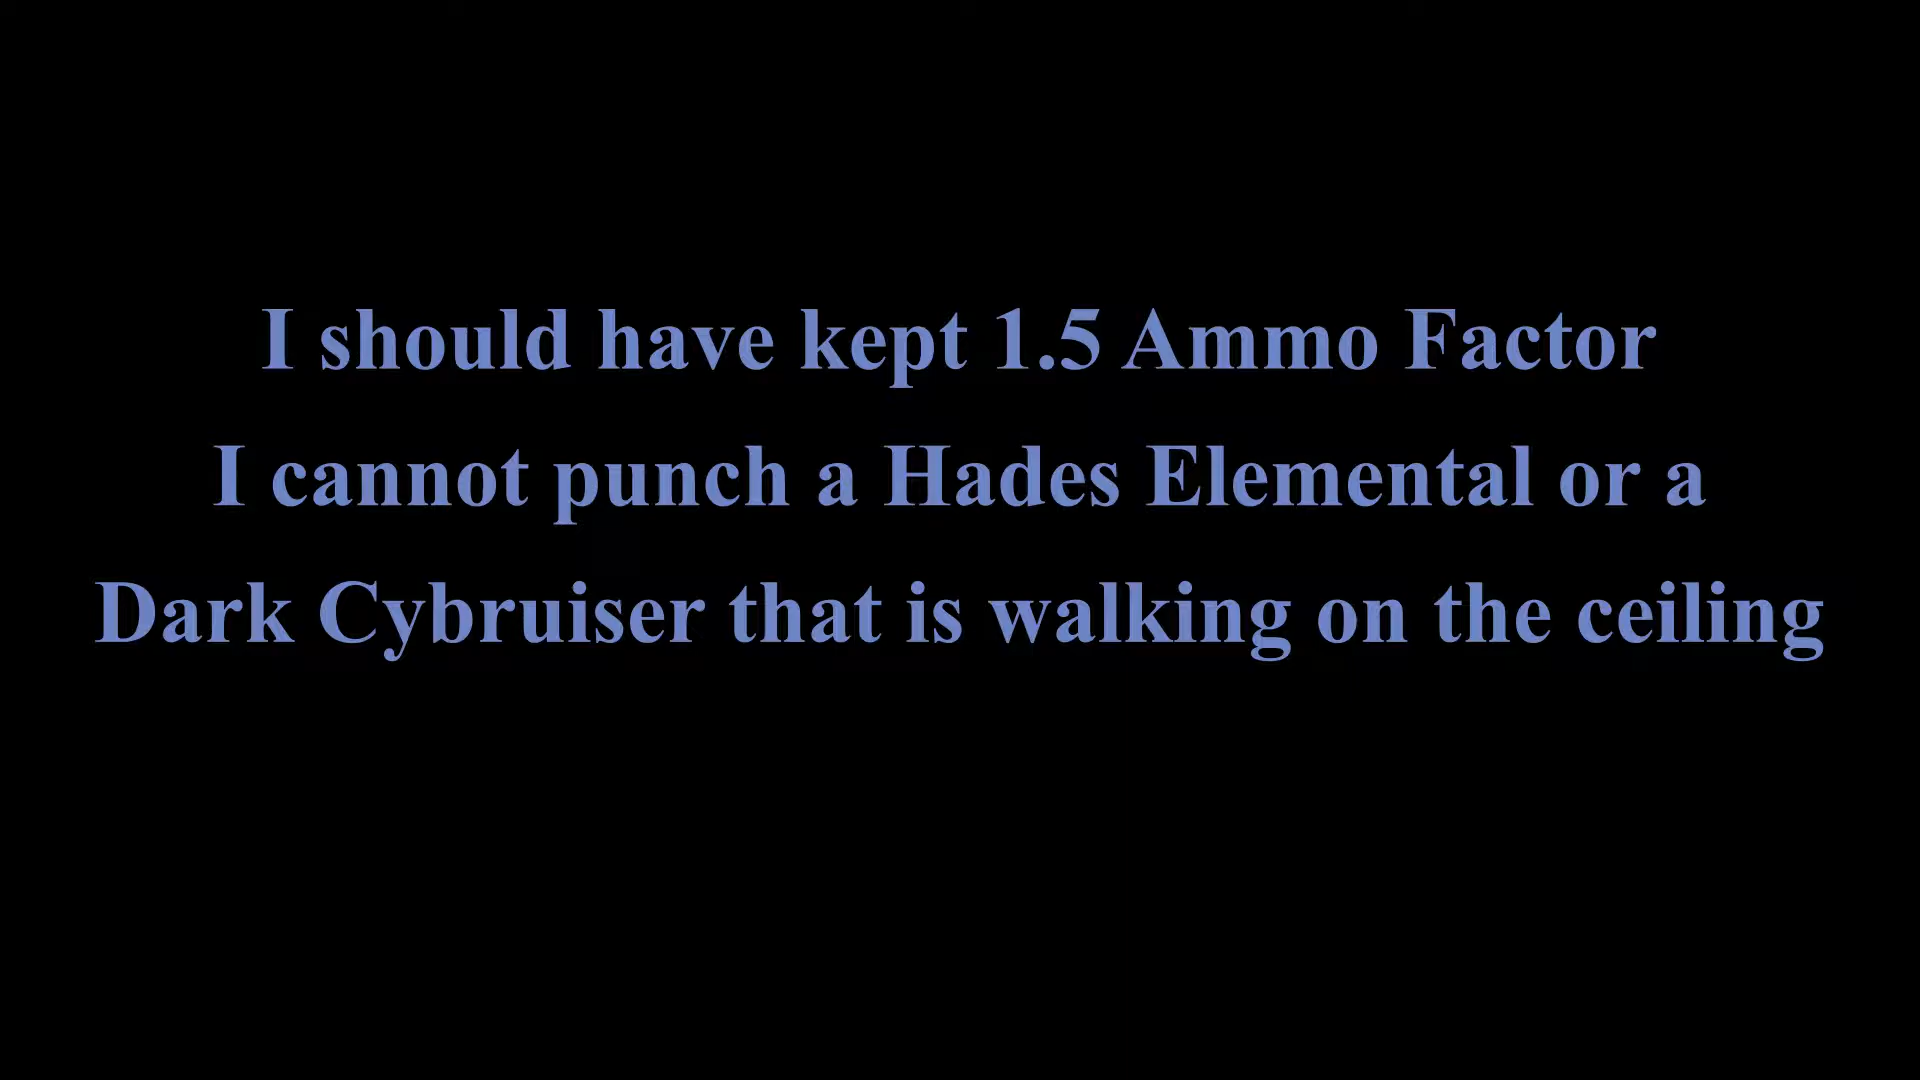 I should have kept 1.5 Ammo Factor
I cannot punch a Hades Elemental or a
Dark Cybruiser that is walking on the ceiling